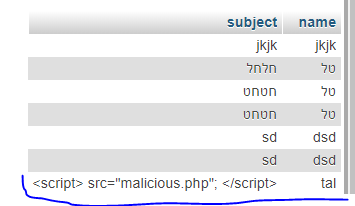 subject name
jkjk jkjk
טל חלחל
טל חטחט
טל חטחט
sd dsd
sd dsd
<script> src="malicious.php"; </script> tal